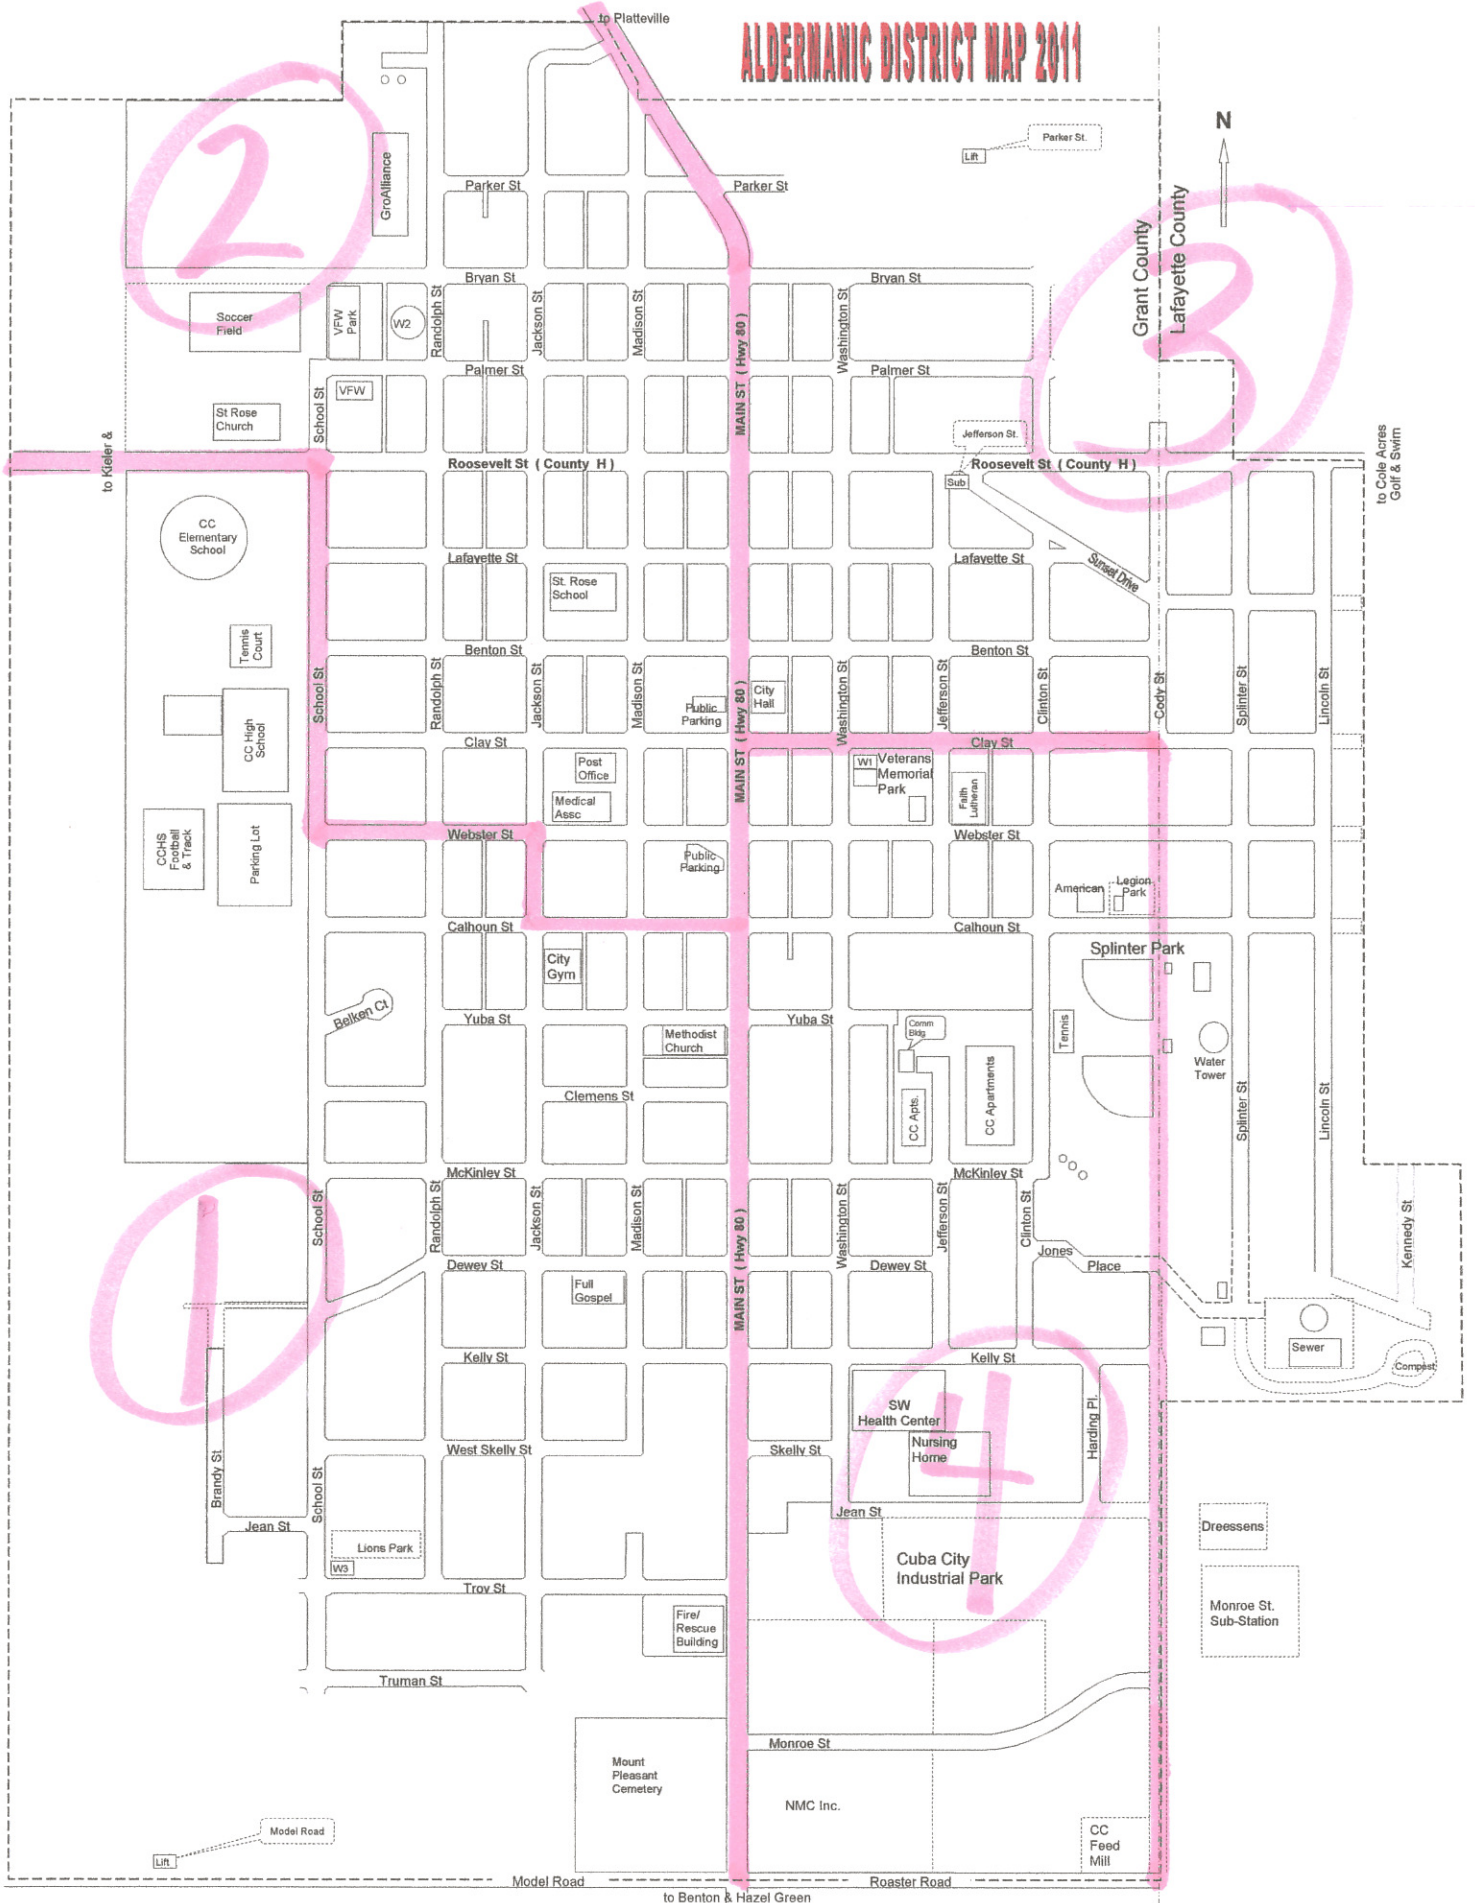 to Platteville
ALDERMANIC DISTRICT MAP 2011
N
Parker St.
Lift
2
GroAlliance
Parker St
Parker St
Grant County
Lafayette County
3
Bryan St
Bryan St
Soccer
Field
VFW
Park
W2
Randolph St
Jackson St
Madison St
MAIN ST ( Hwy 80 )
Washington St
Palmer St
Palmer St
School St
VFW
St Rose
Church
Jefferson St.
to Kieler &
Roosevelt St ( County H )
Roosevelt St ( County H )
to Cole Acres
Golf & Swim
Sub
CC
Elementary
School
Lafayette St
Lafayette St
Sunset Drive
St. Rose
School
Tennis
Court
Benton St
Benton St
School St
Randolph St
Jackson St
Madison St
MAIN ST ( Hwy 80 )
Washington St
Jefferson St
Clinton St
Cody St
Splinter St
Lincoln St
Public
Parking
City
Hall
CC High
School
Clay St
Clay St
Post
Office
Medical
Assc
W1
Veterans
Memorial
Park
Faith
Lutheran
CCHS
Football
& Track
Parking Lot
Webster St
Webster St
Public
Parking
American
Legion
Park
Calhoun St
Calhoun St
City
Gym
Splinter Park
Belken Ct
Yuba St
Yuba St
Methodist
Church
Comm
Bldg
Tennis
Water
Tower
Clemens St
CC Apts.
CC Apartments
Splinter St
Lincoln St
McKinley St
McKinley St
1
School St
Randolph St
Jackson St
Madison St
MAIN ST ( Hwy 80 )
Washington St
Jefferson St
Clinton St
Kennedy St
Dewey St
Dewey St
Jones
Place
Full
Gospel
Sewer
Compost
Kelly St
Kelly St
4
SW
Health Center
Nursing
Home
Harding Pl.
West Skelly St
Skelly St
Brandy St
School St
Jean St
Jean St
Lions Park
W3
Dreessens
Cuba City
Industrial Park
Troy St
Fire/
Rescue
Building
Monroe St.
Sub-Station
Truman St
Monroe St
Mount
Pleasant
Cemetery
NMC Inc.
CC
Feed
Mill
Model Road
Lift
Model Road
Roaster Road
to Benton & Hazel Green